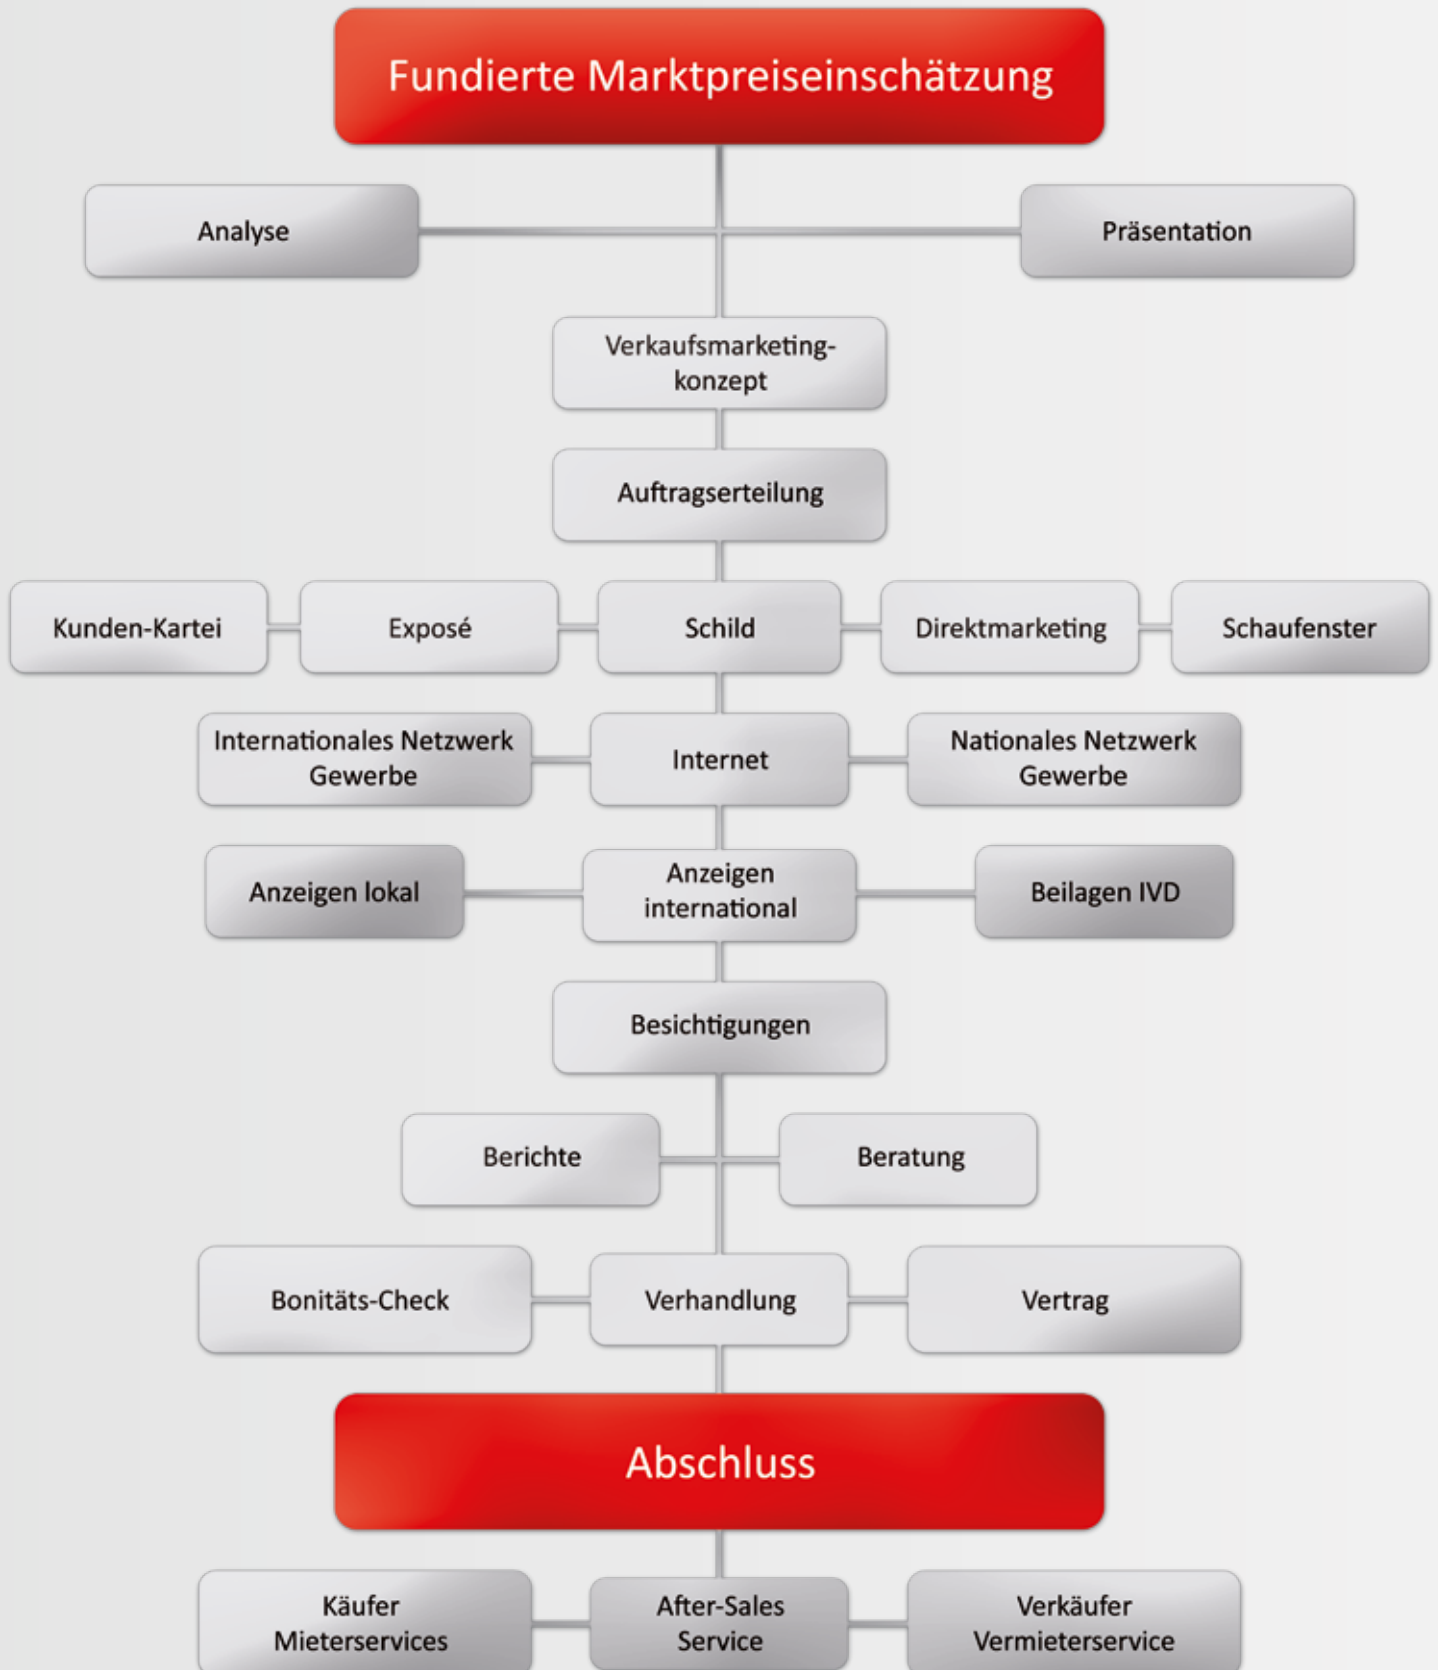 Fundierte Marktpreiseinschätzung
Analyse
Präsentation
Verkaufsmarketing-
konzept
Auftragserteilung
Kunden-Kartei
Exposé
Schild
Direktmarketing
Schaufenster
Internationales Netzwerk
Gewerbe
Internet
Nationales Netzwerk
Gewerbe
Anzeigen lokal
Anzeigen
international
Beilagen IVD
Besichtigungen
Berichte
Beratung
Bonitäts-Check
Verhandlung
Vertrag
Abschluss
Käufer
Mieterservices
After-Sales
Service
Verkäufer
Vermieterservice